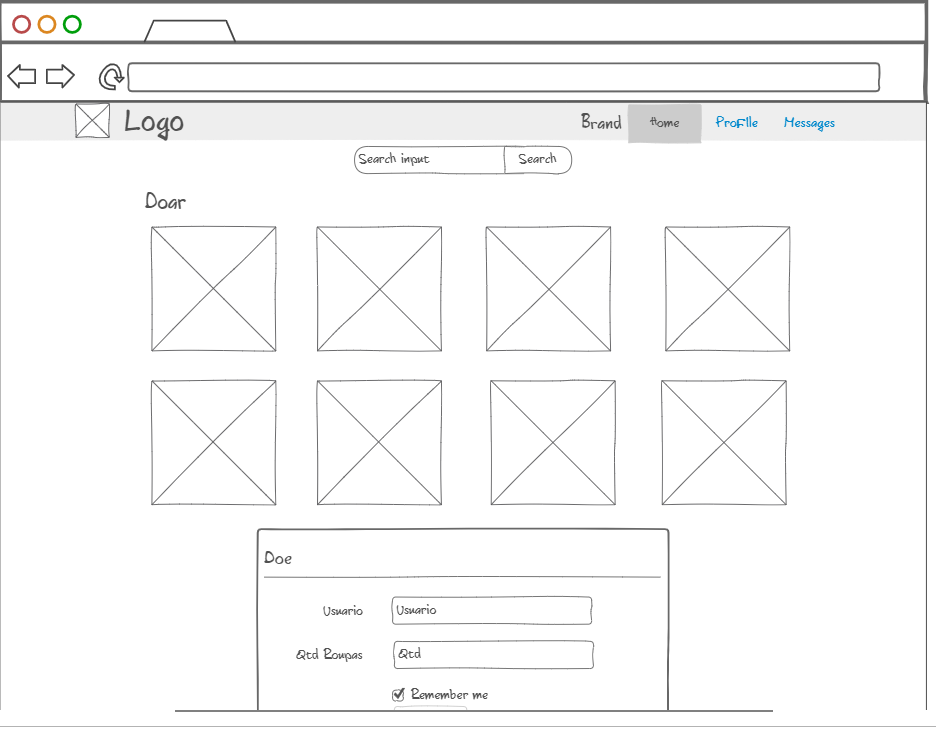 Logo
Brand Home Profile Messages
Search input Search
Doar
Doe
Usuario Usuario
Qtd Roupas Qtd
Remember me